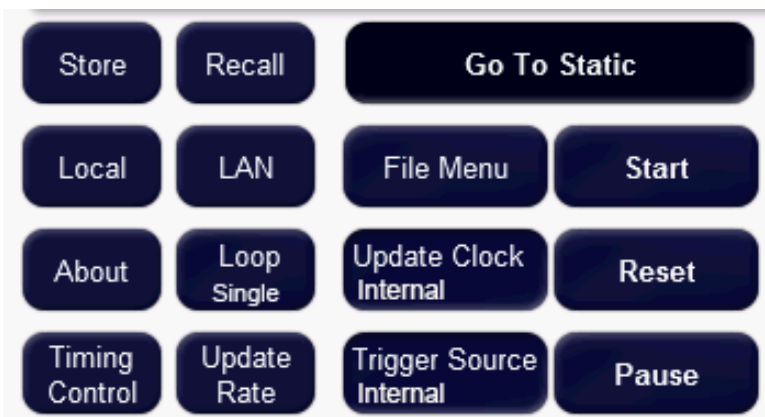 Store Recall Go To Static
Local LAN File Menu Start
About Loop
Single Update Clock
Internal Reset
Timing
Control Update
Rate Trigger Source
Internal Pause